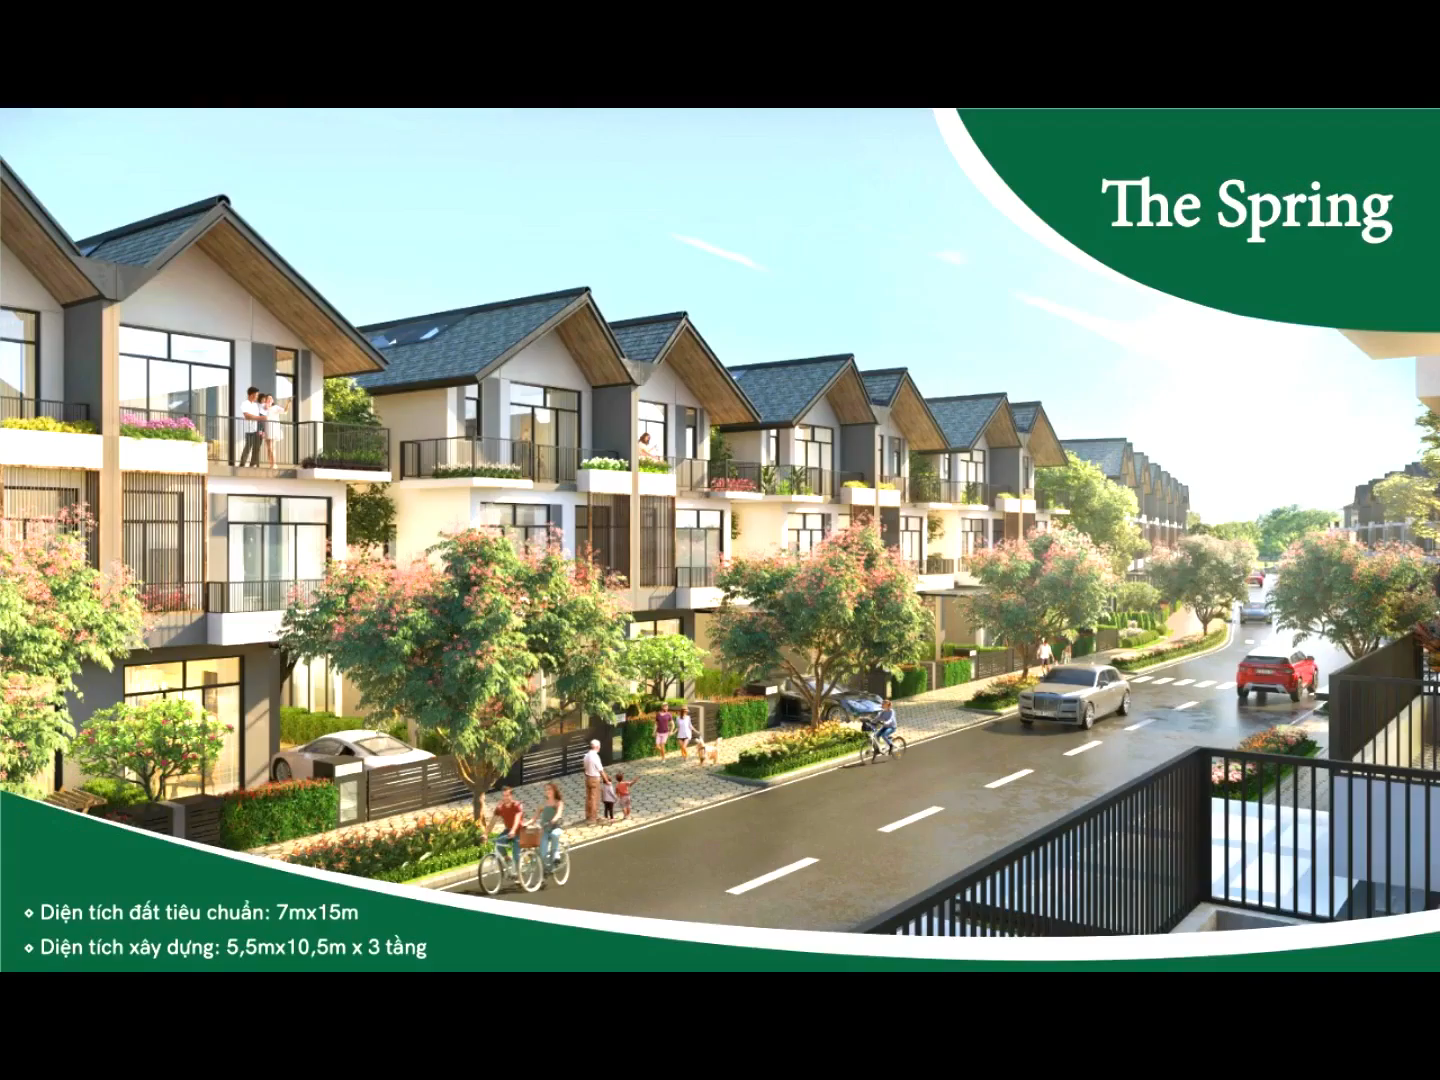 The Spring
⋄ Diện tích đất tiêu chuẩn: 7mx15m
⋄ Diện tích xây dựng: 5,5mx10,5m x 3 tầng